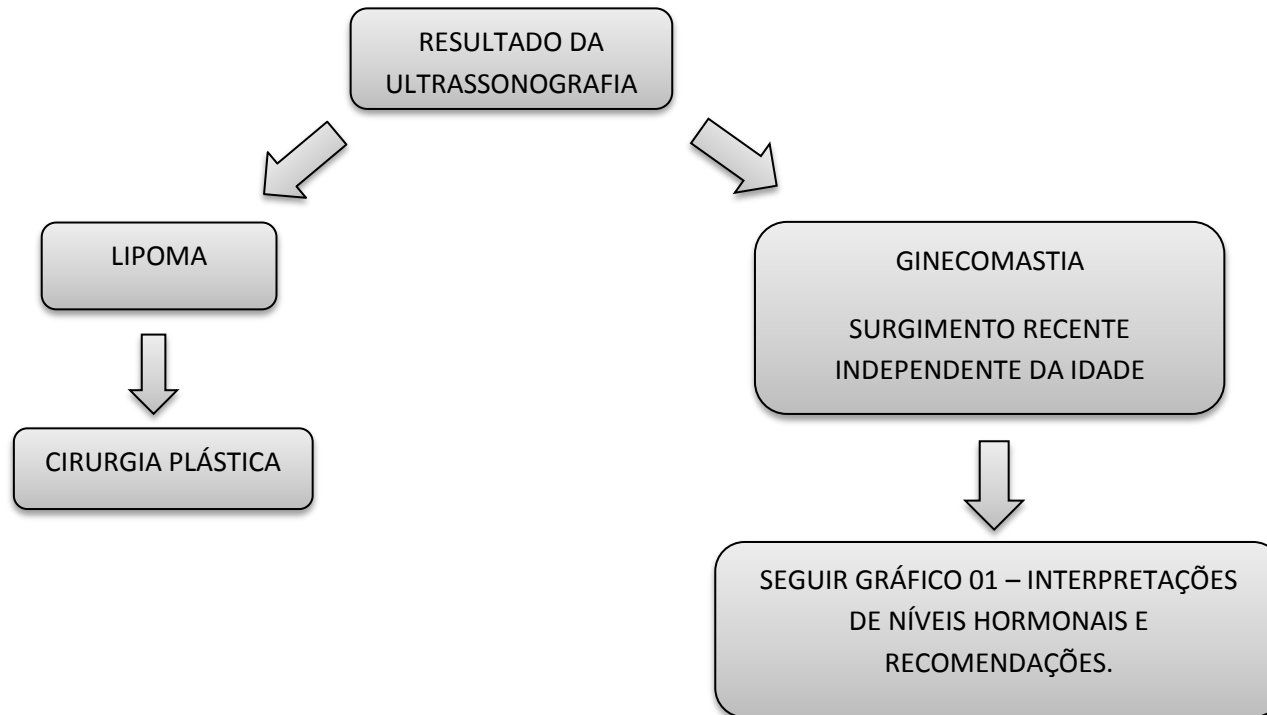 RESULTADO DA
ULTRASSONOGRAFIA
LIPOMA
CIRURGIA PLÁSTICA
GINECOMASTIA
SURGIMENTO RECENTE
INDEPENDENTE DA IDADE
SEGUIR GRÁFICO 01 – INTERPRETAÇÕES
DE NÍVEIS HORMONAIS E
RECOMENDAÇÕES.